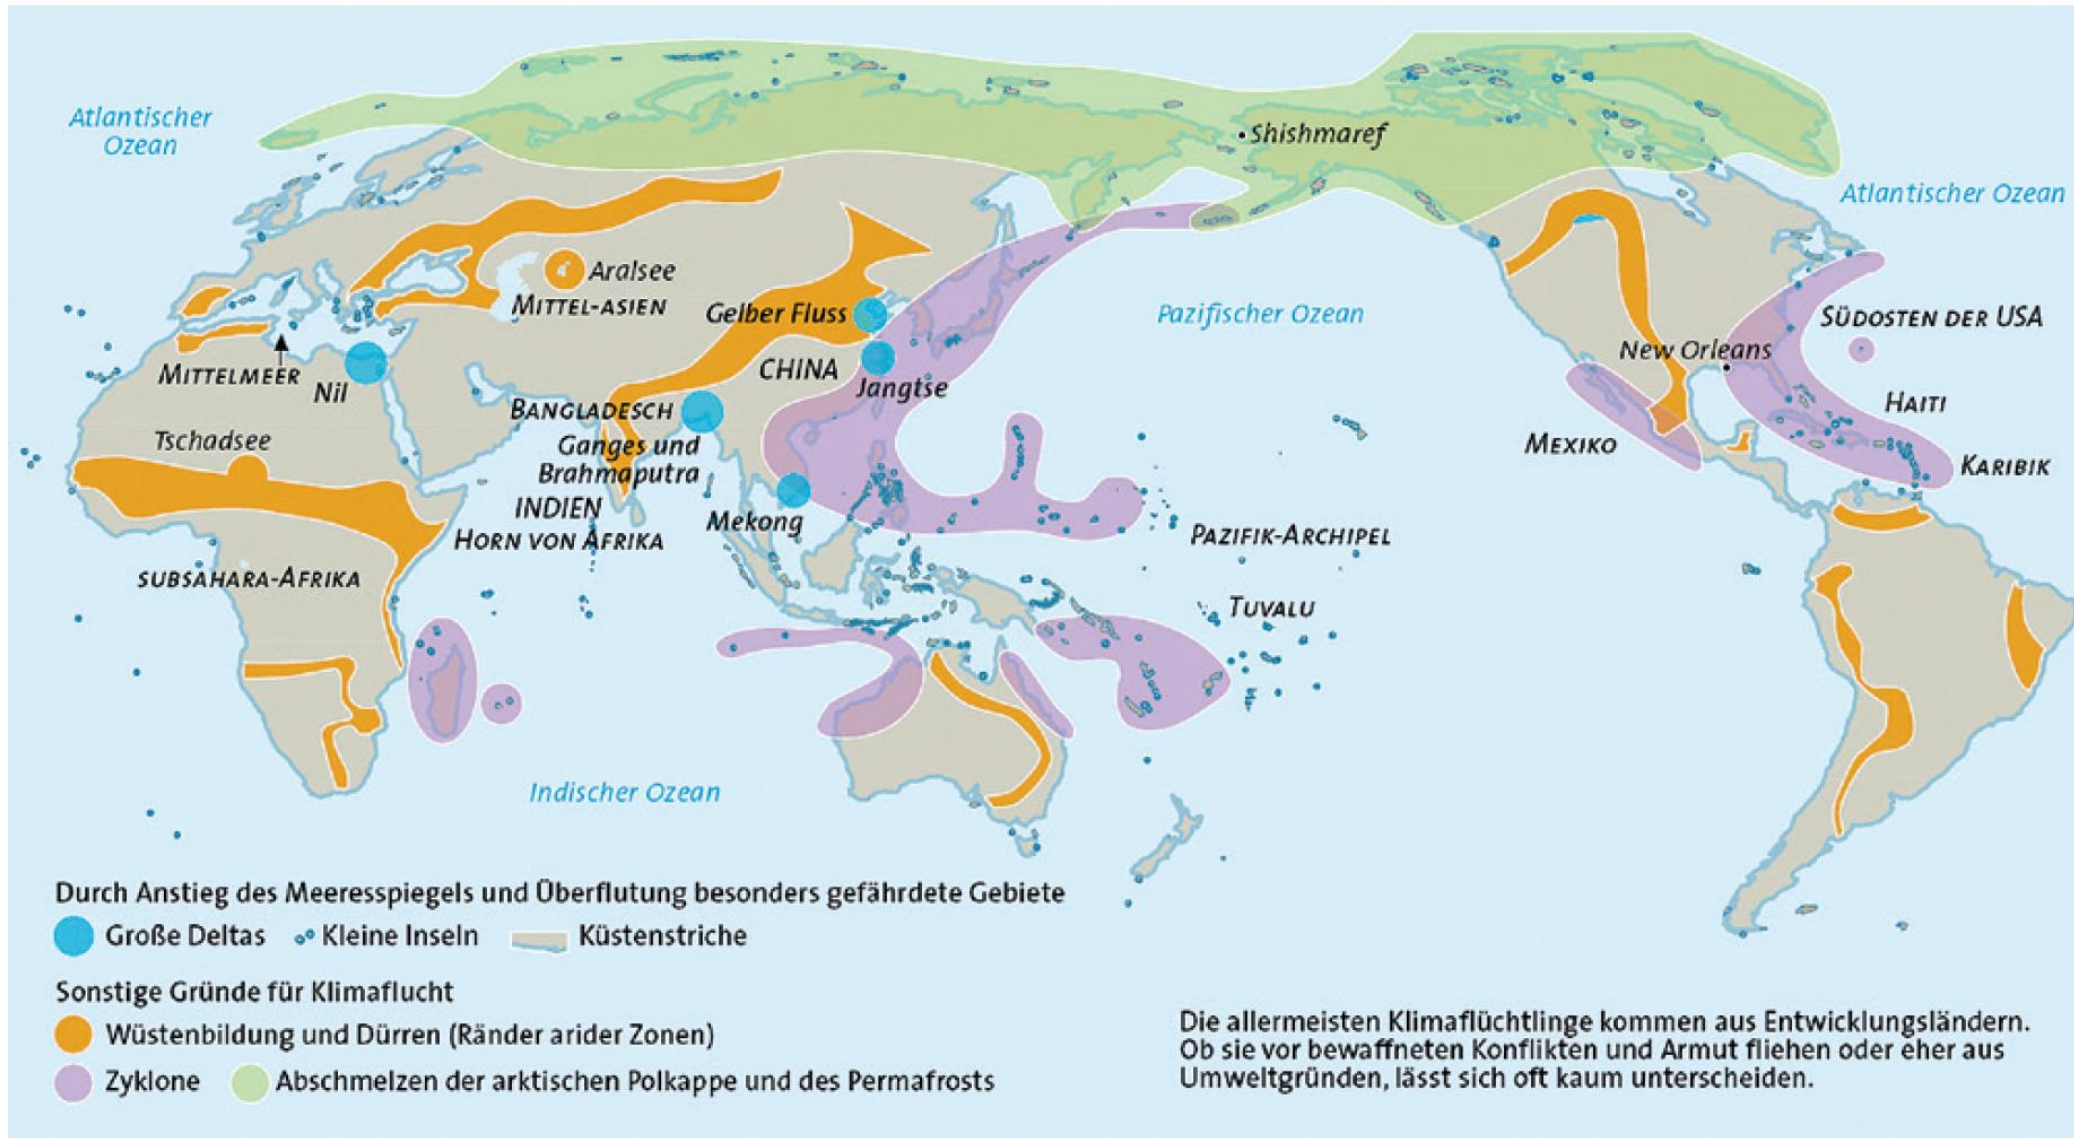 Atlantischer
Ozean
Shishmaref
Atlantischer Ozean
Aralsee
MITTEL-ASIEN
Gelber Fluss
Pazifischer Ozean
SÜDOSTEN DER USA
MITTELMEER
Nil
CHINA
Jangtse
New Orleans
BANGLADESCH
Ganges und
Brahmaputra
HAITI
Tschadsee
MEXIKO
KARIBIK
INDIEN
Mekong
HORN VON AFRIKA
PAZIFIK-ARCHIPEL
SUBSAHARA-AFRIKA
TUVALU
Indischer Ozean
Durch Anstieg des Meeresspiegels und Überflutung besonders gefährdete Gebiete
Große Deltas Kleine Inseln Küstenstriche
Sonstige Gründe für Klimaflucht
Wüstenbildung und Dürren (Ränder arider Zonen)
Zyklone Abschmelzen der arktischen Polkappe und des Permafrosts
Die allermeisten Klimaflüchtlinge kommen aus Entwicklungsländern.
Ob sie vor bewaffneten Konflikten und Armut fliehen oder eher aus
Umweltgründen, lässt sich oft kaum unterscheiden.